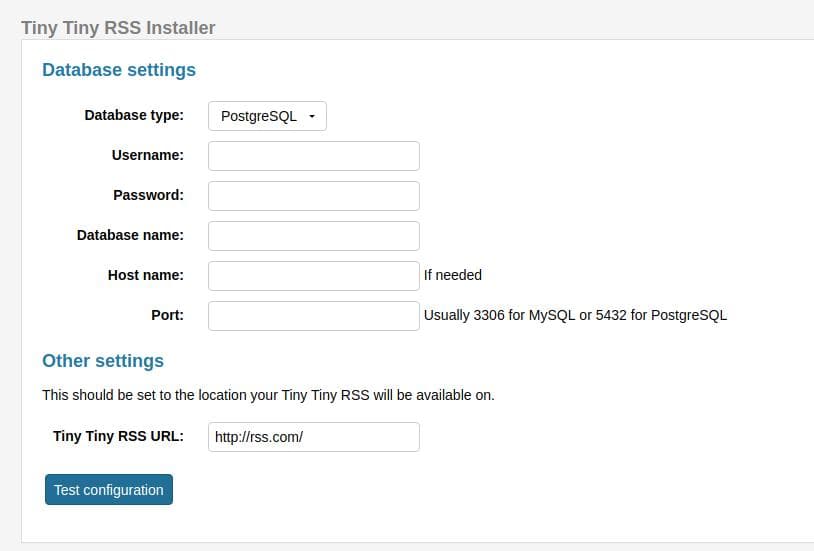 Tiny Tiny RSS Installer
Database settings
Database type: PostgreSQL
Username:
Password:
Database name:
Host name: If needed
Port: Usually 3306 for MySQL or 5432 for PostgreSQL
Other settings
This should be set to the location your Tiny Tiny RSS will be available on.
Tiny Tiny RSS URL: http://rss.com/
Test configuration